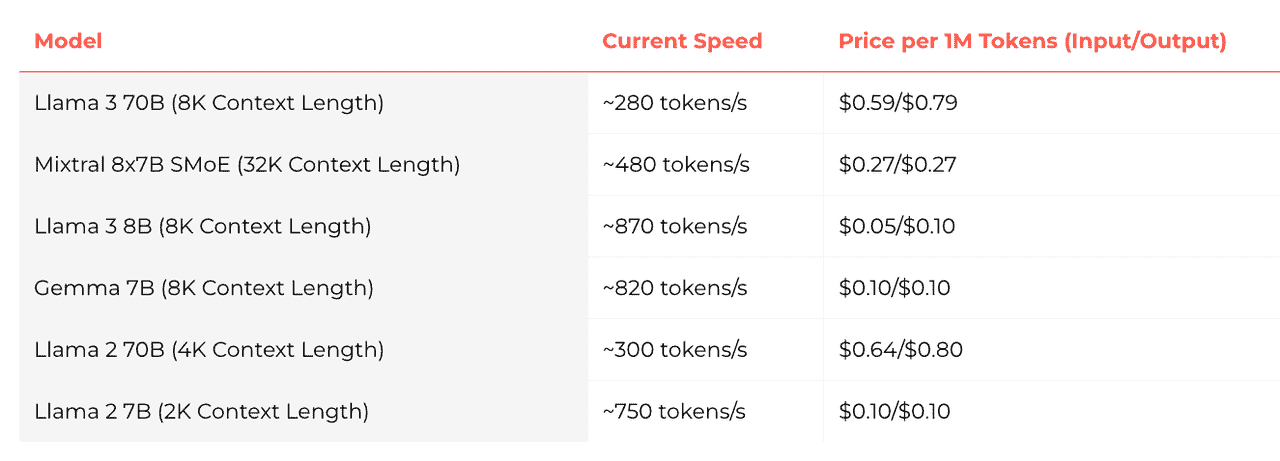 Model Current Speed Price per 1M Tokens (Input/Output)
Llama 3 70B (8K Context Length) ~280 tokens/s $0.59/$0.79
Mixtral 8x7B SMoE (32K Context Length) ~480 tokens/s $0.27/$0.27
Llama 3 8B (8K Context Length) ~870 tokens/s $0.05/$0.10
Gemma 7B (8K Context Length) ~820 tokens/s $0.10/$0.10
Llama 2 70B (4K Context Length) ~300 tokens/s $0.64/$0.80
Llama 2 7B (2K Context Length) ~750 tokens/s $0.10/$0.10